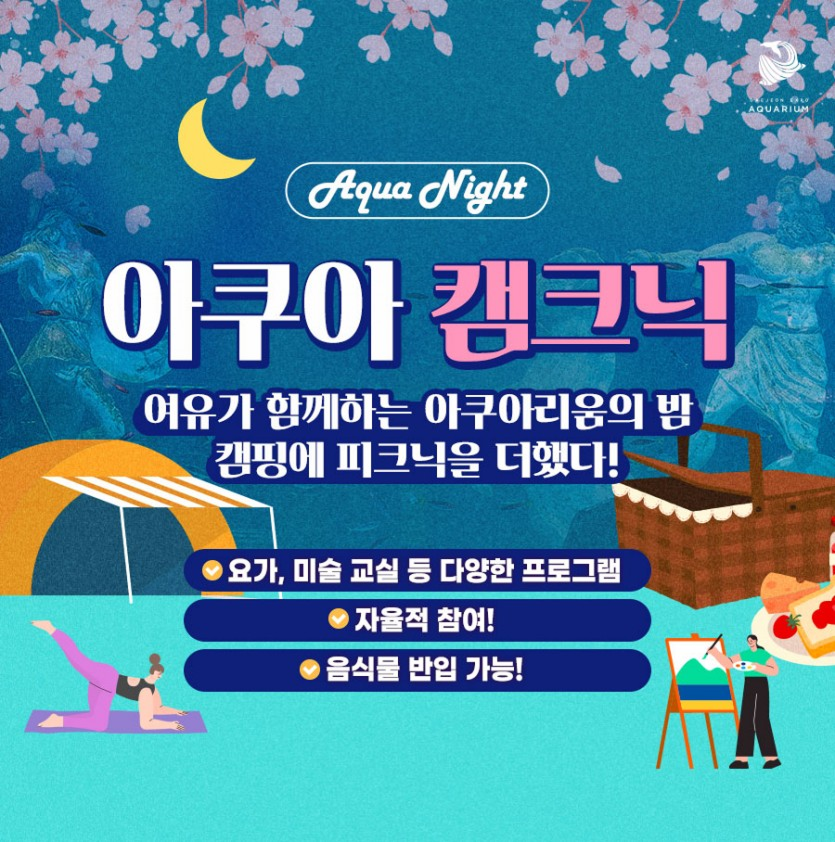 AQUARIUM
Aqua Night
아쿠아 캠크닉
여유가 함께하는 아쿠아리움의 밤
캠핑에 피크닉을 더했다!
요가, 미술 교실 등 다양한 프로그램
자율적 참여!
음식물 반입 가능!